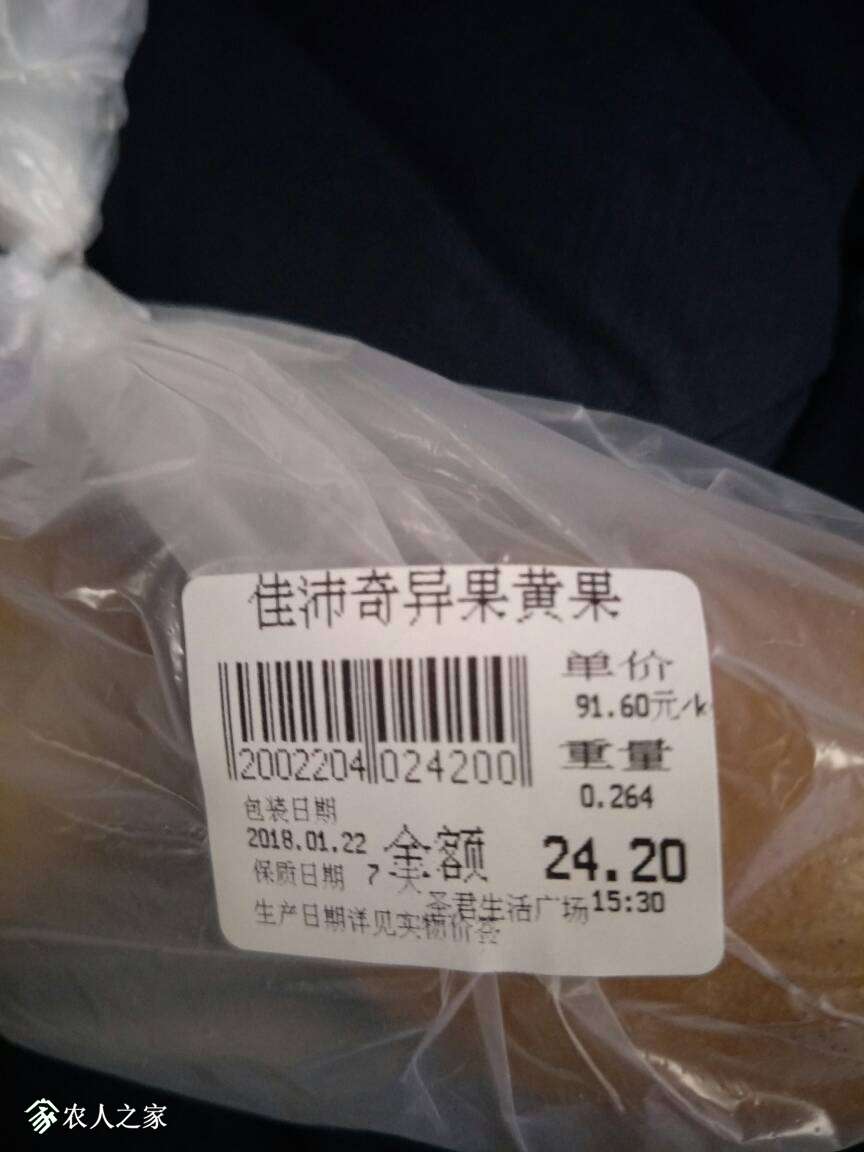 佳沛奇异果黄果
单价
91.60元/k
2002204024200
重量
0.264
包装日期
2018.01.22
金额 24.20
保质日期 7天
圣君生活广场 15:30
生产日期详见实物价签
农人之家